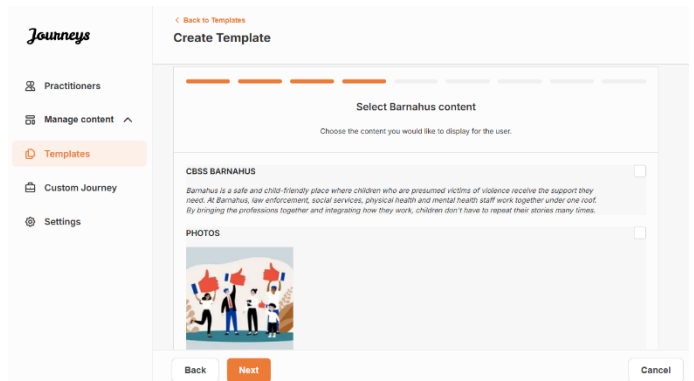 Journeys
Practitioners
Manage content
Templates
Custom Journey
Settings
< Back to Templates
Create Template
Select Barnahus content
Choose the content you would like to display for the user.
CBSS BARNAHUS
Barnahus is a safe and child-friendly place where children who are presumed victims of violence receive the support they
need. At Barnahus, law enforcement, social services, physical health and mental health staff work together under one roof.
By bringing the professions together and integrating how they work, children don't have to repeat their stories many times.
PHOTOS
Back
Next
Cancel